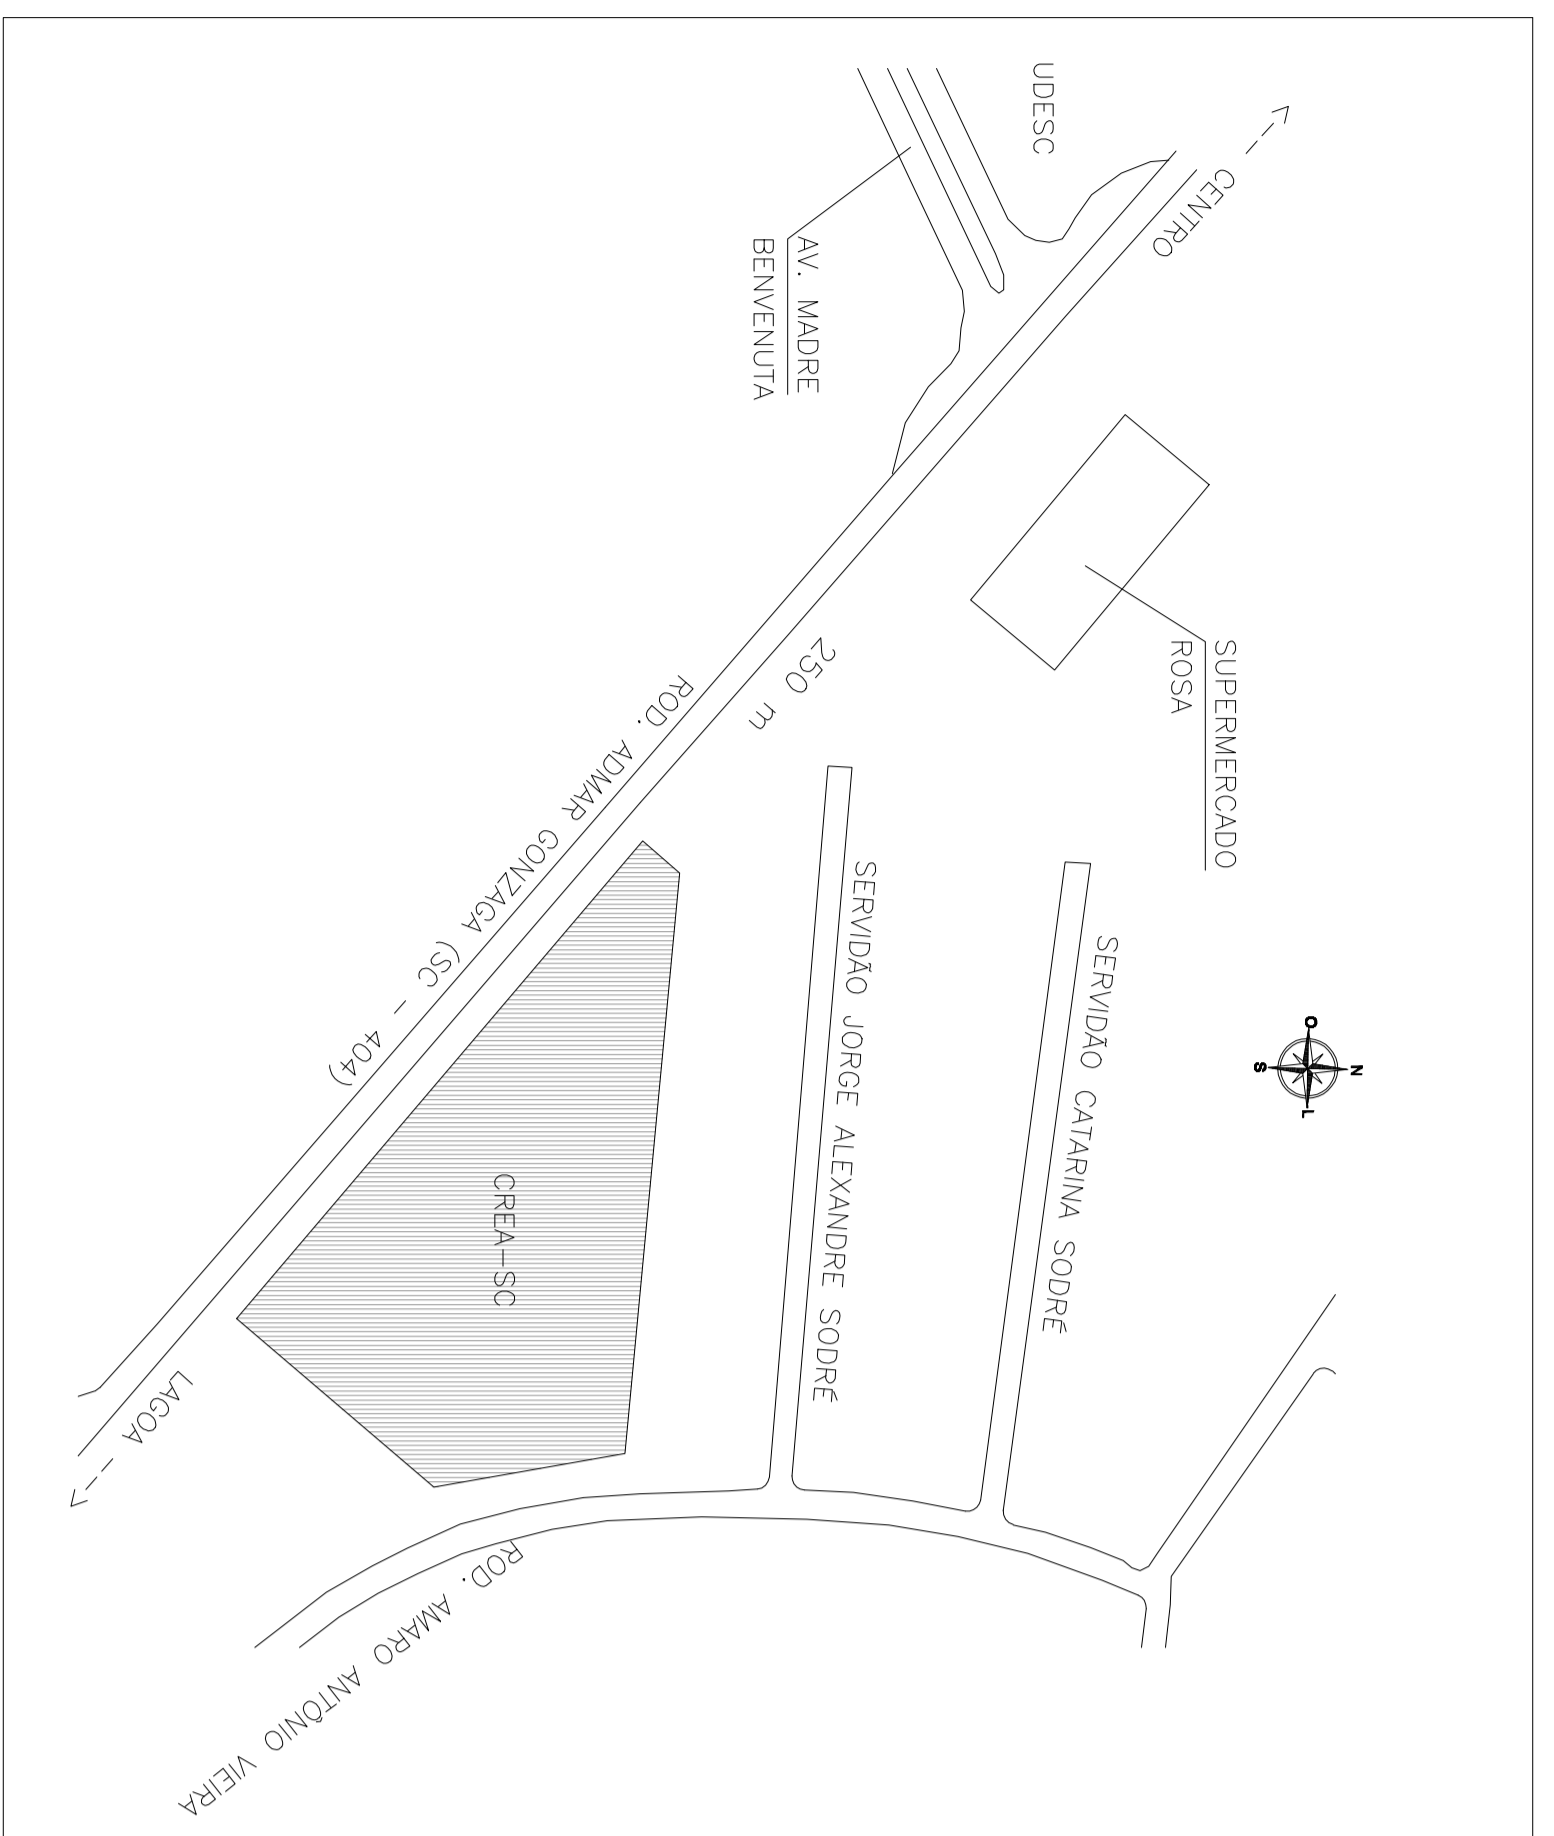 UDESC
CENTRO
AV. MADRE
BENVENUTA
SUPERMERCADO
ROSA
250 m
ROD. ADMAR GONZAGA (SC - 404)
SERVIDÃO CATARINA SODRÉ
SERVIDÃO JORGE ALEXANDRE SODRÉ
N
O
L
S
CREA-SC
LAGOA
ROD. AMARO ANTÔNIO VIEIRA